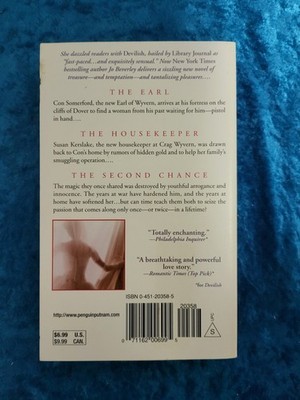 She dazzled readers with Devilish, hailed by Library Journal as
"fast paced...and exquisitely sensual." Now New York Times
bestselling author Jo Beverley delivers a sizzling new novel of
treasure—and temptation—and tantalizing pleasures....
THE EARL
Con Somerford, the new Earl of Wyvern, arrives at his fortress on the
cliffs of Dover to find a woman from his past waiting for him—pistol
in hand....
THE HOUSEKEEPER
Susan Kerslake, the new housekeeper at Crag Wyvern, was drawn
back to Con's home by rumors of hidden gold and to help her family's
smuggling operation....
THE SECOND CHANCE
The magic they once shared was destroyed by youthful arrogance and
innocence. The years at war have hardened him, and the years at
home have softened her...but can time teach them both to seize the
passion that comes along only once—or twice—in a lifetime?
"Totally enchanting."
—Philadelphia Inquirer*
"A breathtaking and powerful
love story."
—Romantic Times (Top Pick)*
*for Devilish
ISBN 0-451-20358-5
20358
http://www.penguinputnam.com
$6.99 U.S.
$9.99 CAN.
0 71162 00699 5
S